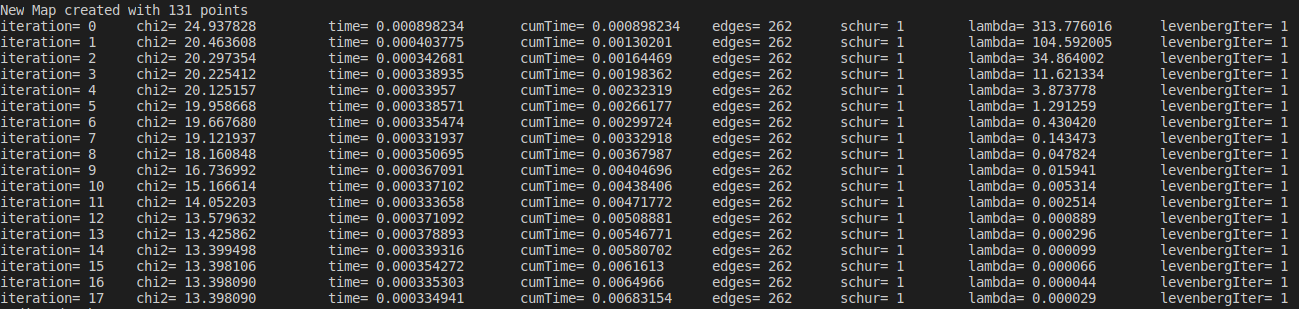 New Map created with 131 points
iteration= 0 chi2= 24.937828 time= 0.000898234 cumTime= 0.000898234 edges= 262 schur= 1 lambda= 313.776016 levenbergIter= 1
iteration= 1 chi2= 20.463608 time= 0.000403775 cumTime= 0.00130201 edges= 262 schur= 1 lambda= 104.592005 levenbergIter= 1
iteration= 2 chi2= 20.297354 time= 0.000342681 cumTime= 0.00164469 edges= 262 schur= 1 lambda= 34.864002 levenbergIter= 1
iteration= 3 chi2= 20.225412 time= 0.000338935 cumTime= 0.00198362 edges= 262 schur= 1 lambda= 11.621334 levenbergIter= 1
iteration= 4 chi2= 20.125157 time= 0.00033957 cumTime= 0.00232319 edges= 262 schur= 1 lambda= 3.873778 levenbergIter= 1
iteration= 5 chi2= 19.958668 time= 0.000338571 cumTime= 0.00266177 edges= 262 schur= 1 lambda= 1.291259 levenbergIter= 1
iteration= 6 chi2= 19.667680 time= 0.000335474 cumTime= 0.00299724 edges= 262 schur= 1 lambda= 0.430420 levenbergIter= 1
iteration= 7 chi2= 19.121937 time= 0.000331937 cumTime= 0.00332918 edges= 262 schur= 1 lambda= 0.143473 levenbergIter= 1
iteration= 8 chi2= 18.160848 time= 0.000350695 cumTime= 0.00367987 edges= 262 schur= 1 lambda= 0.047824 levenbergIter= 1
iteration= 9 chi2= 16.736992 time= 0.000367091 cumTime= 0.00404696 edges= 262 schur= 1 lambda= 0.015941 levenbergIter= 1
iteration= 10 chi2= 15.166614 time= 0.000337102 cumTime= 0.00438406 edges= 262 schur= 1 lambda= 0.005314 levenbergIter= 1
iteration= 11 chi2= 14.052203 time= 0.000333658 cumTime= 0.00471772 edges= 262 schur= 1 lambda= 0.002514 levenbergIter= 1
iteration= 12 chi2= 13.579632 time= 0.000371092 cumTime= 0.00508881 edges= 262 schur= 1 lambda= 0.000889 levenbergIter= 1
iteration= 13 chi2= 13.425862 time= 0.000378893 cumTime= 0.00546771 edges= 262 schur= 1 lambda= 0.000296 levenbergIter= 1
iteration= 14 chi2= 13.399498 time= 0.000339316 cumTime= 0.00580702 edges= 262 schur= 1 lambda= 0.000099 levenbergIter= 1
iteration= 15 chi2= 13.398106 time= 0.000354272 cumTime= 0.0061613 edges= 262 schur= 1 lambda= 0.000066 levenbergIter= 1
iteration= 16 chi2= 13.398090 time= 0.000335303 cumTime= 0.0064966 edges= 262 schur= 1 lambda= 0.000044 levenbergIter= 1
iteration= 17 chi2= 13.398090 time= 0.000334941 cumTime= 0.00683154 edges= 262 schur= 1 lambda= 0.000029 levenbergIter= 1